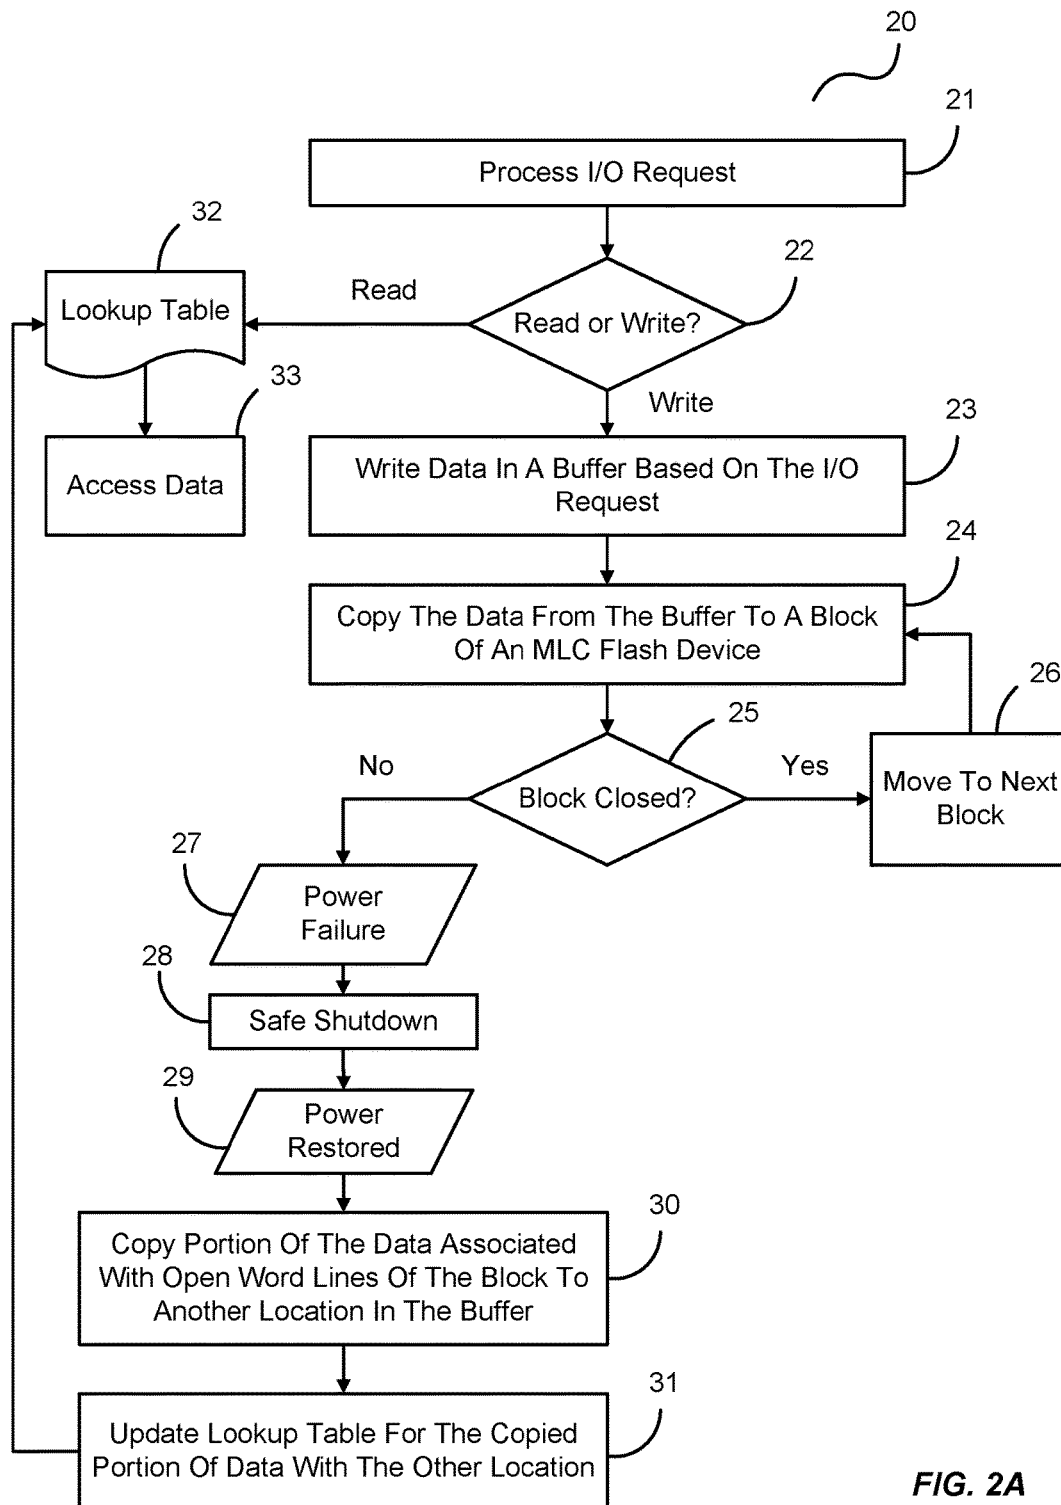 20
21
Process I/O Request
32
22
Lookup Table
Read
Read or Write?
33
Write
23
Access Data
Write Data In A Buffer Based On The I/O
Request
24
Copy The Data From The Buffer To A Block
Of An MLC Flash Device
25
26
No
Yes
Block Closed?
Move To Next
Block
27
Power
Failure
28
Safe Shutdown
29
Power
Restored
30
Copy Portion Of The Data Associated
With Open Word Lines Of The Block To
Another Location In The Buffer
31
Update Lookup Table For The Copied
Portion Of Data With The Other Location
FIG. 2A